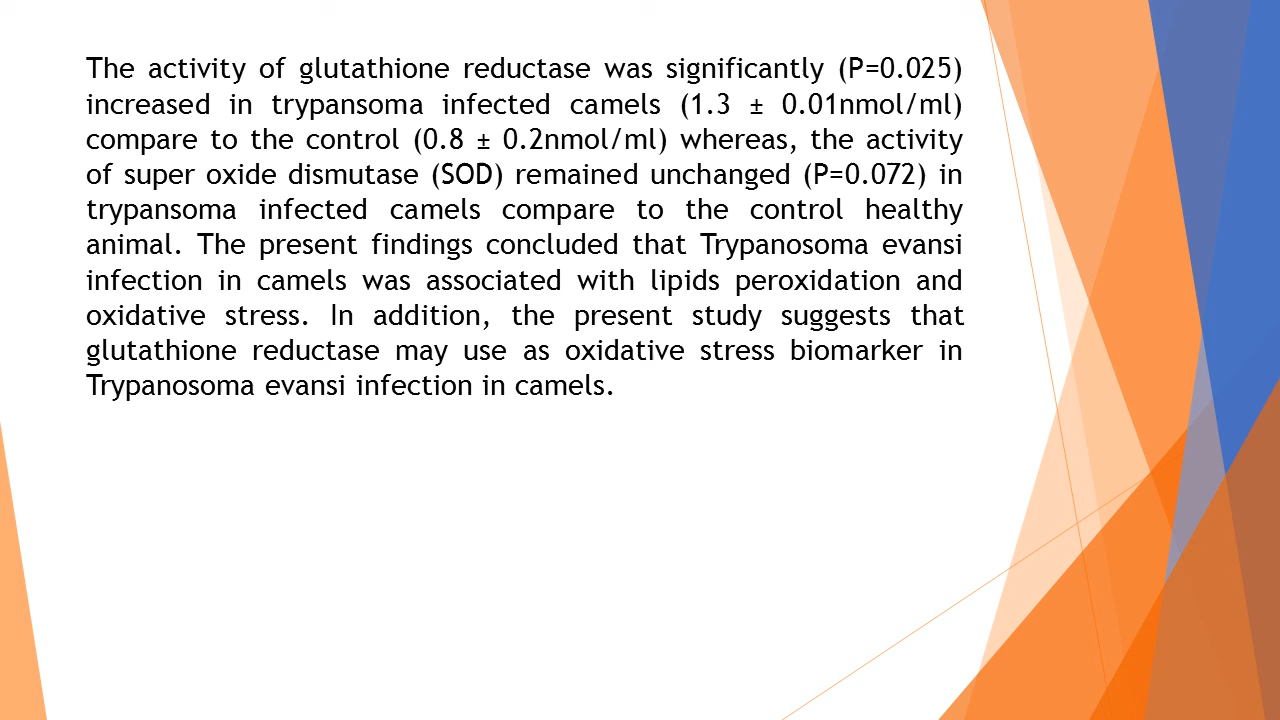 The activity of glutathione reductase was significantly (P=0.025)
increased in trypansoma infected camels (1.3 ± 0.01nmol/ml)
compare to the control (0.8 ± 0.2nmol/ml) whereas, the activity
of super oxide dismutase (SOD) remained unchanged (P=0.072) in
trypansoma infected camels compare to the control healthy
animal. The present findings concluded that Trypanosoma evansi
infection in camels was associated with lipids peroxidation and
oxidative stress. In addition, the present study suggests that
glutathione reductase may use as oxidative stress biomarker in
Trypanosoma evansi infection in camels.